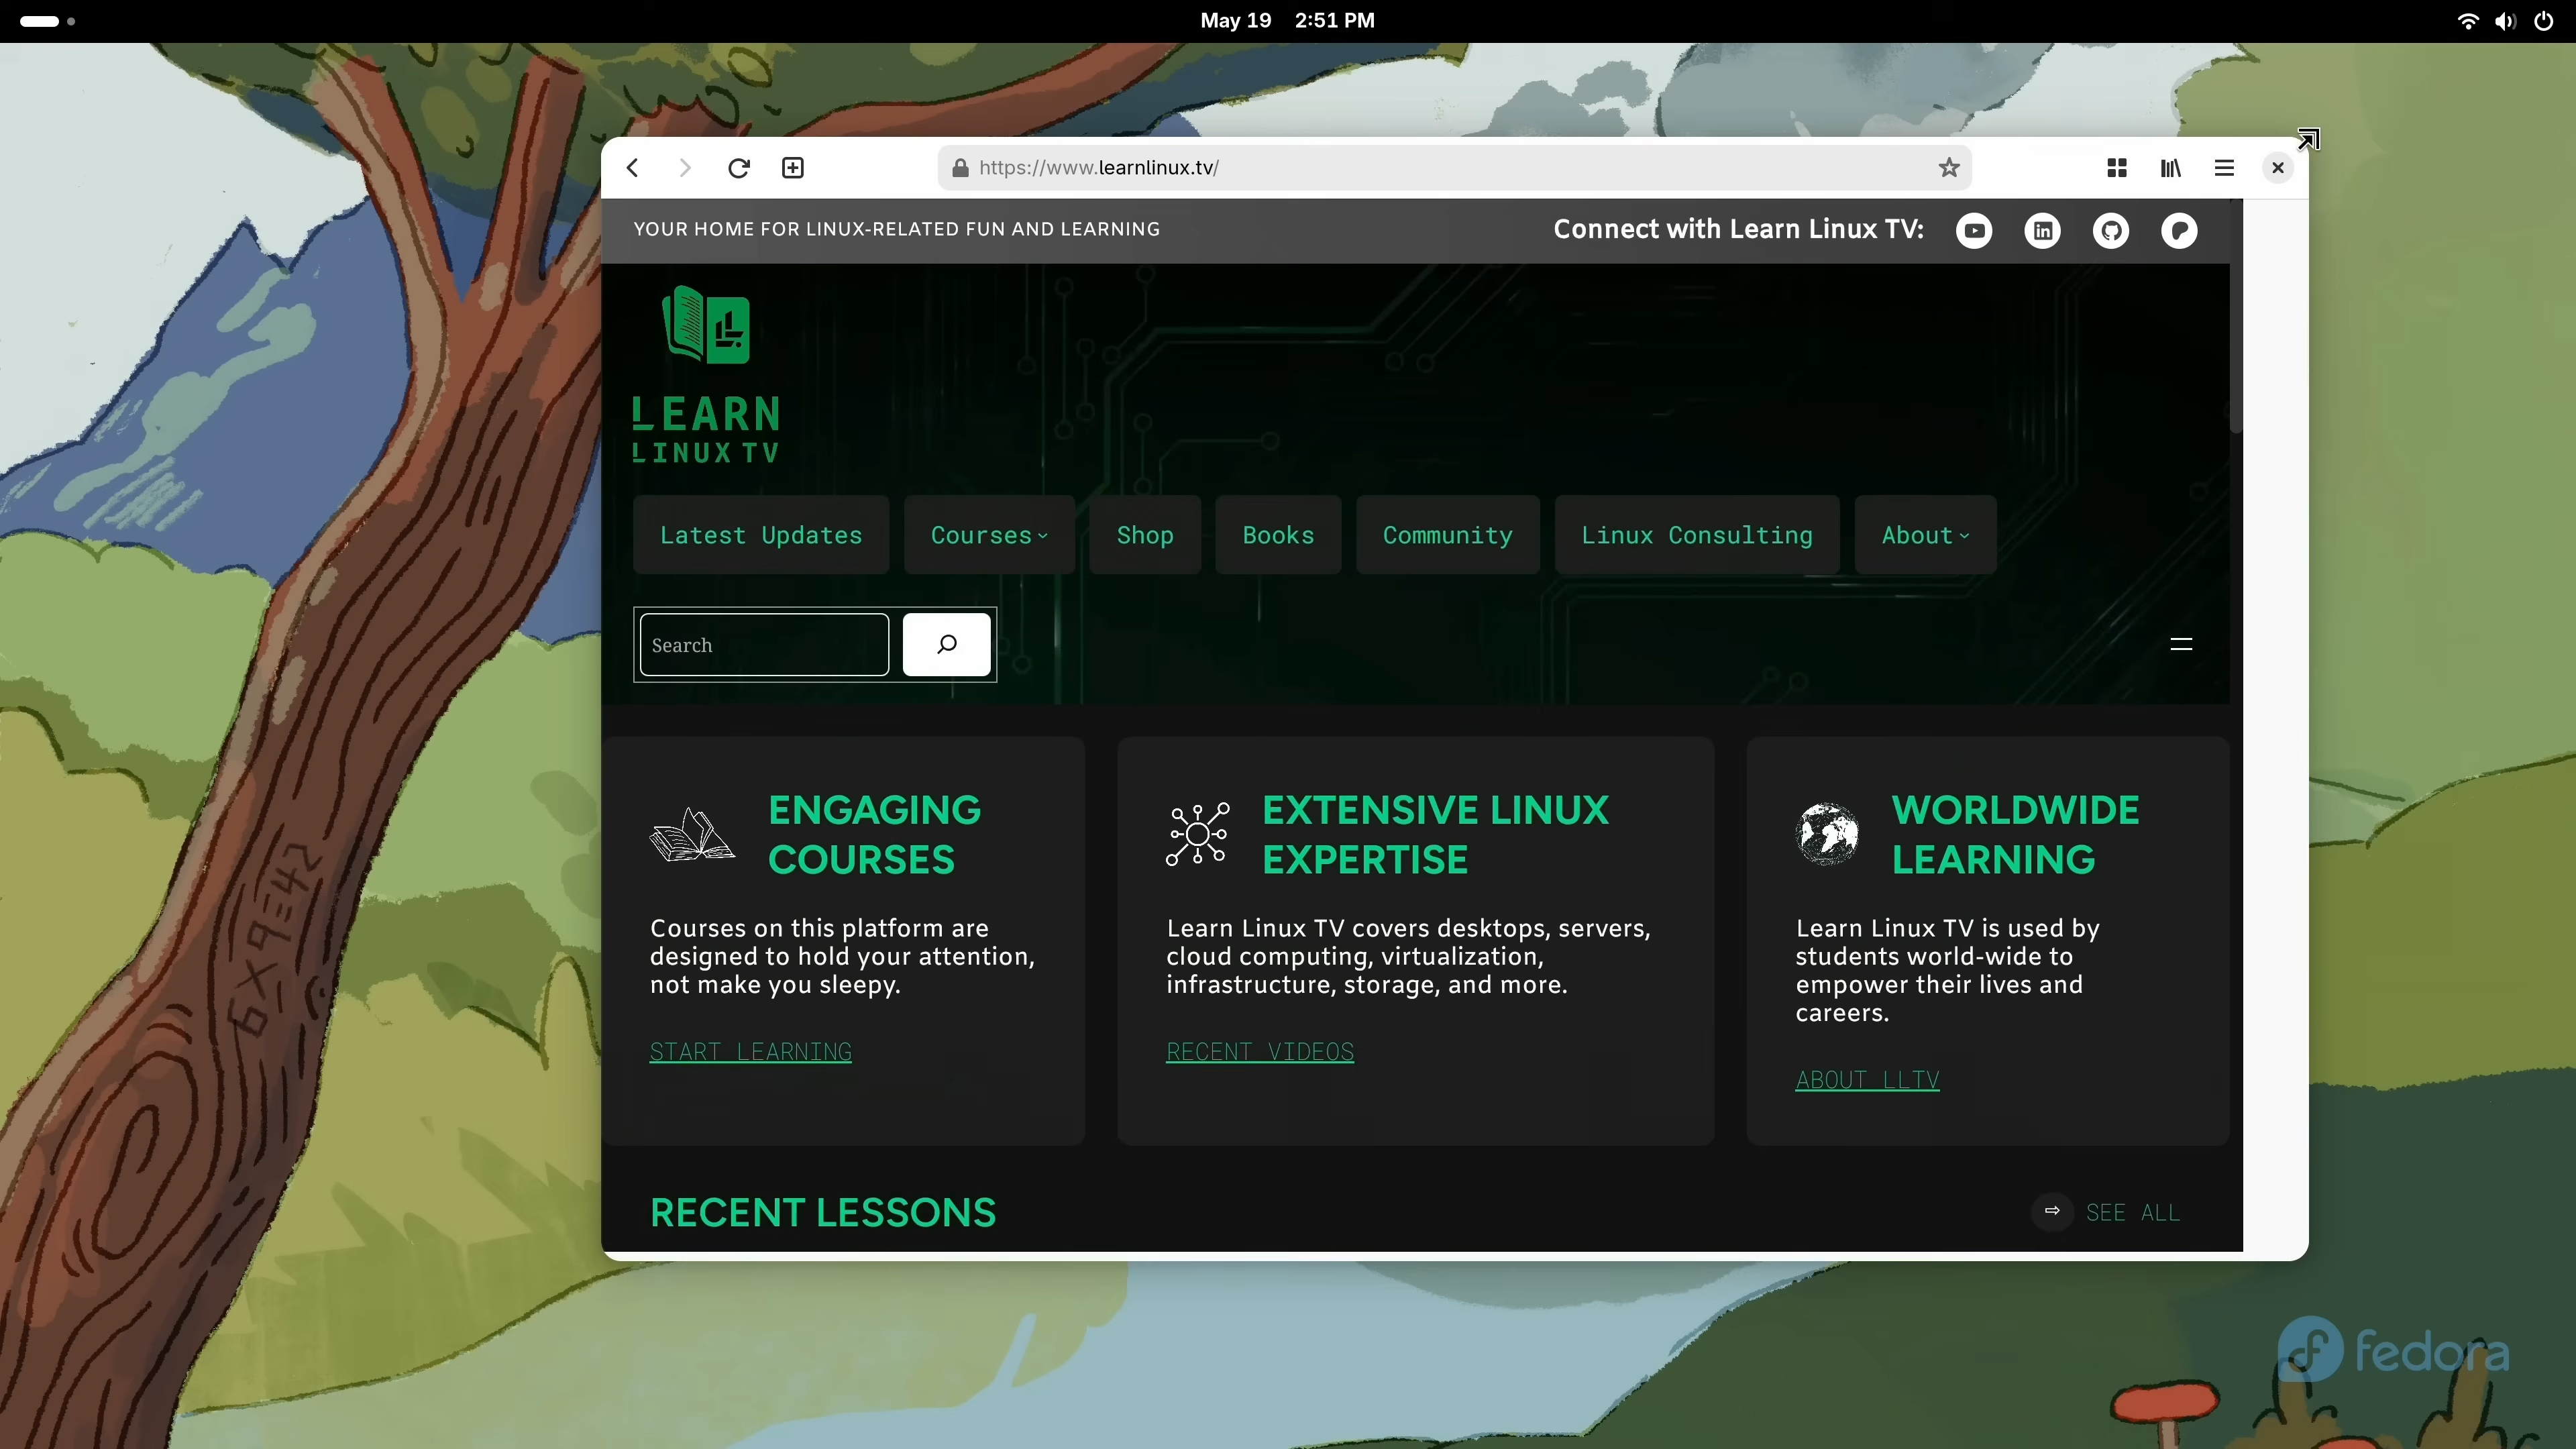 May 19 2:51 PM
https://www.learnlinux.tv/
YOUR HOME FOR LINUX-RELATED FUN AND LEARNING
Connect with Learn Linux TV:
LEARN
LINUX TV
Latest Updates
Courses
Shop
Books
Community
Linux Consulting
About
Search
ENGAGING
COURSES
Courses on this platform are
designed to hold your attention,
not make you sleepy.
START LEARNING
EXTENSIVE LINUX
EXPERTISE
Learn Linux TV covers desktops, servers,
cloud computing, virtualization,
infrastructure, storage, and more.
RECENT VIDEOS
WORLDWIDE
LEARNING
Learn Linux TV is used by
students world-wide to
empower their lives and
careers.
ABOUT LLTV
RECENT LESSONS
SEE ALL
6×9=42
fedora